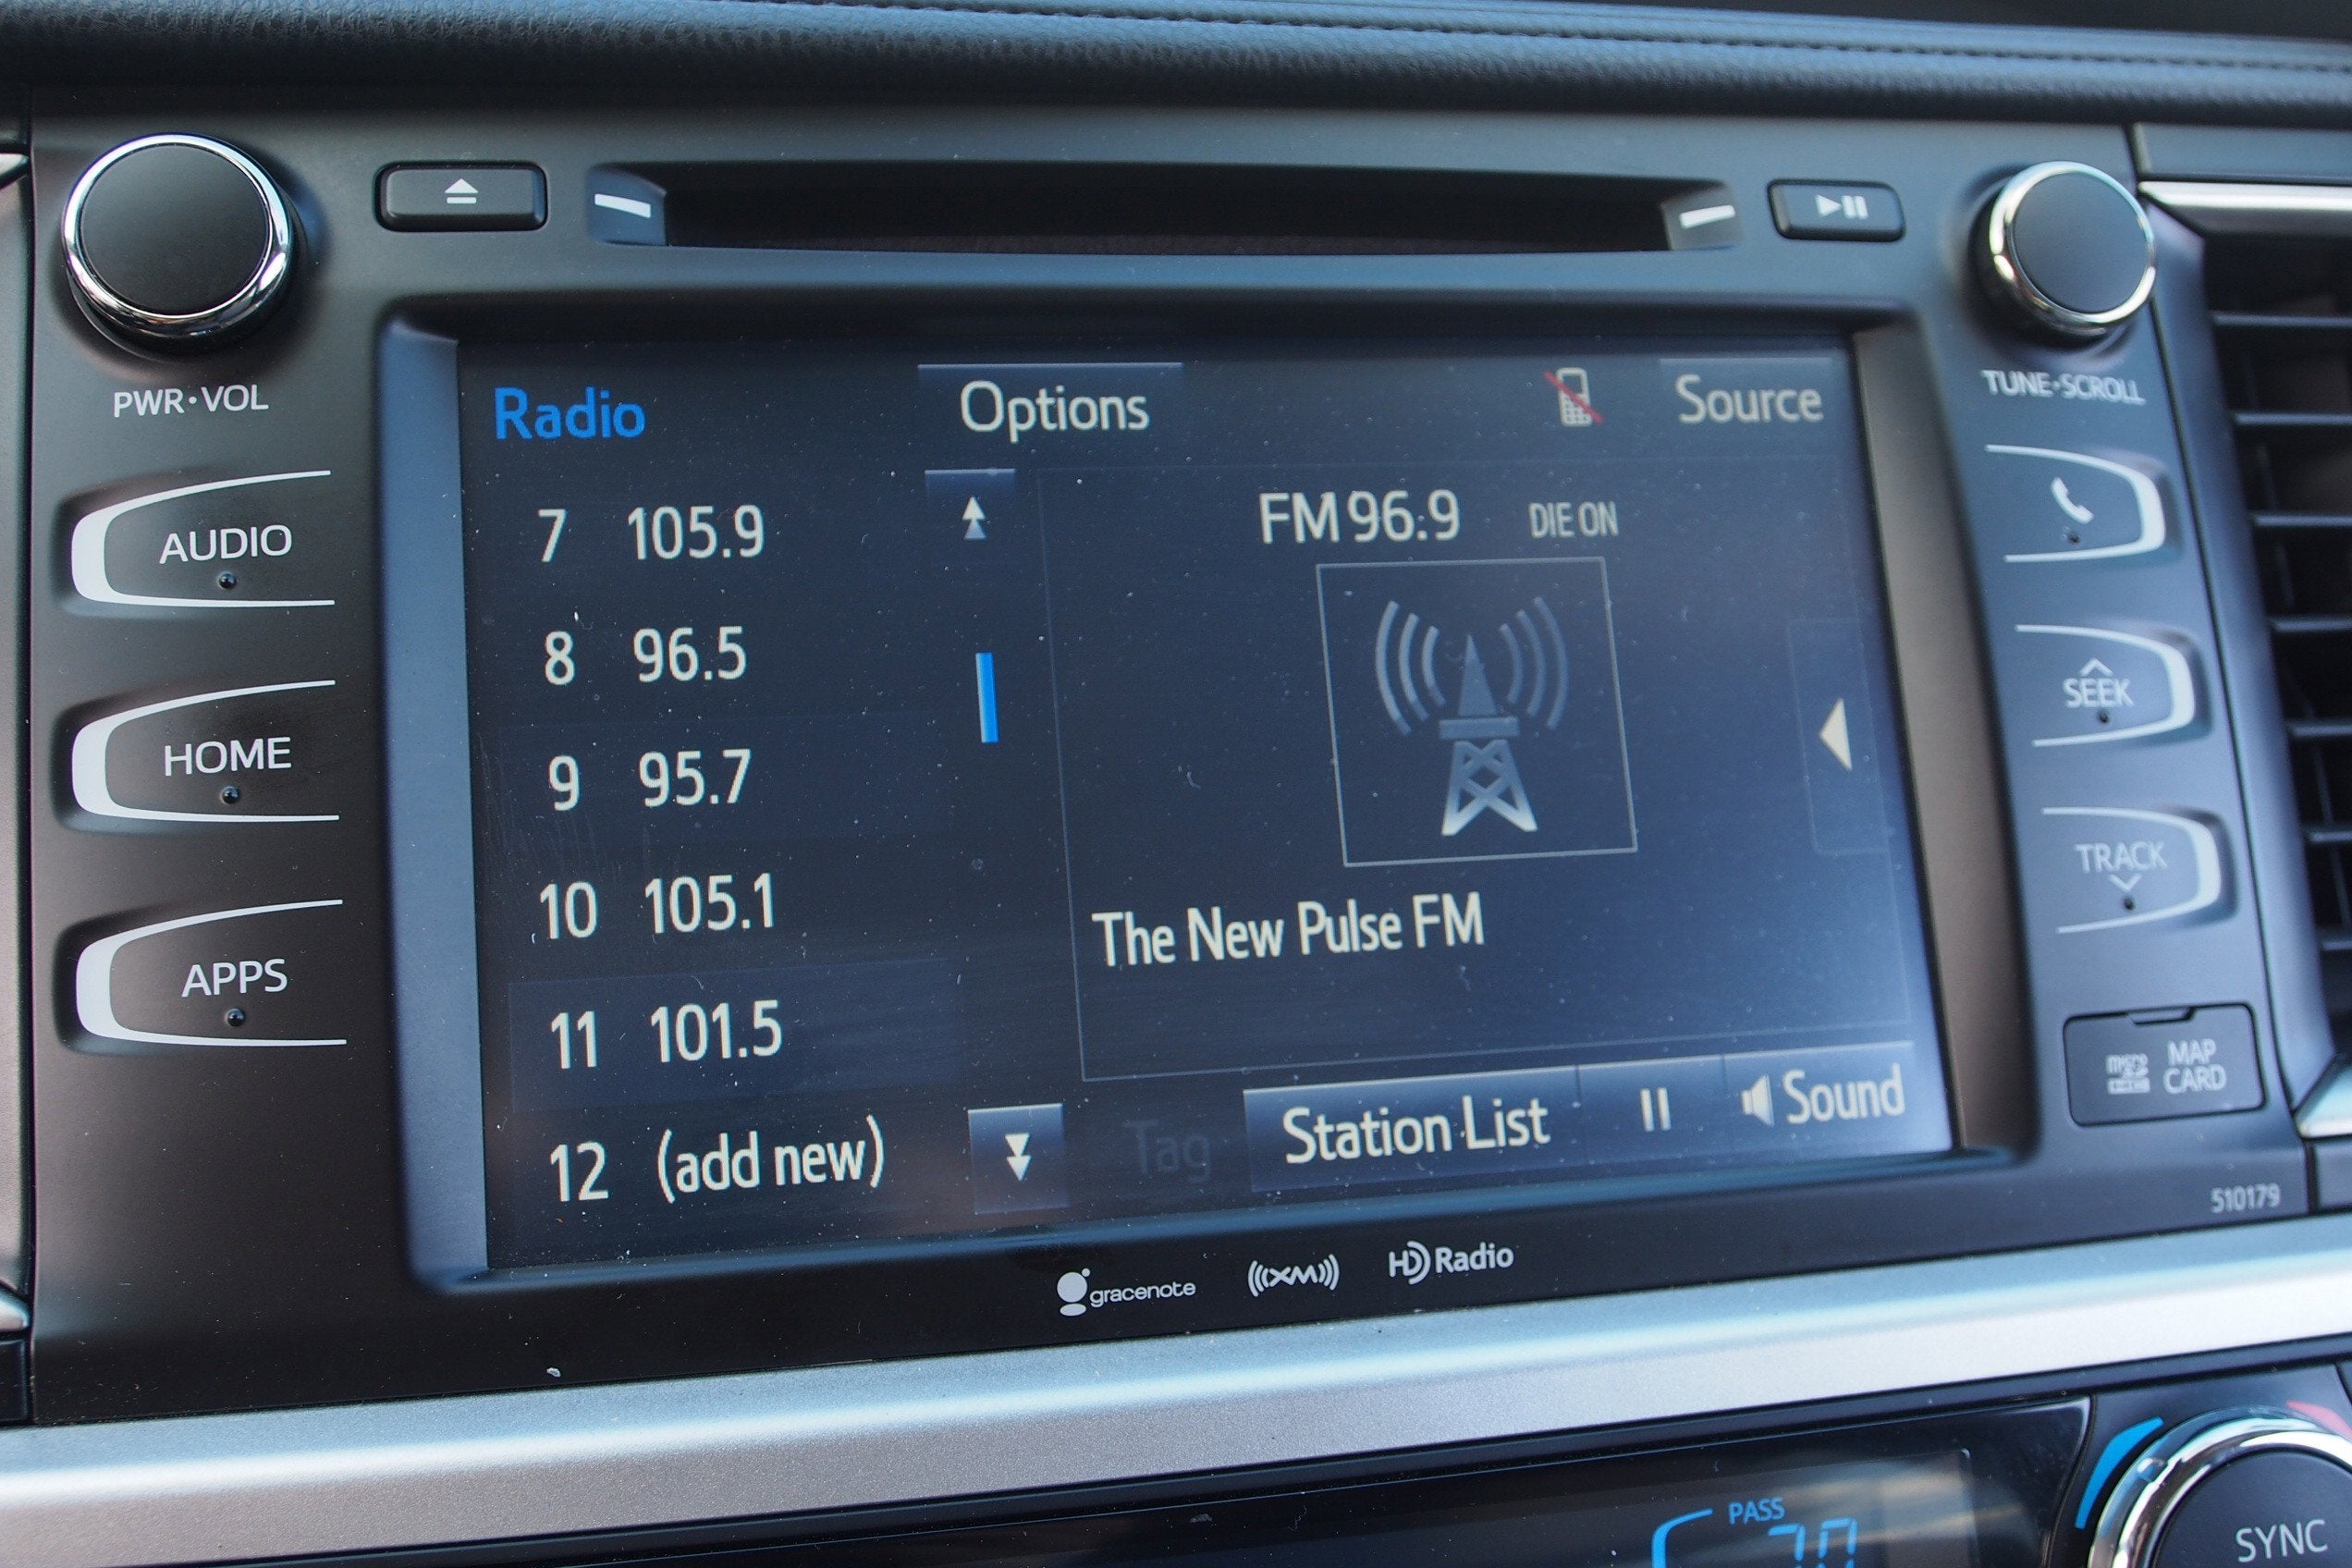 PWR•VOL
TUNE•SCROLL
AUDIO
HOME
APPS
Radio
Options
Source
7 105.9
8 96.5
9 95.7
10 105.1
11 101.5
12 (add new)
FM 96.9 DIE ON
The New Pulse FM
Tag
Station List
Sound
SEEK
TRACK
micro
MAP
CARD
510179
gracenote
((XM))
HD Radio
PASS
70
SYNC